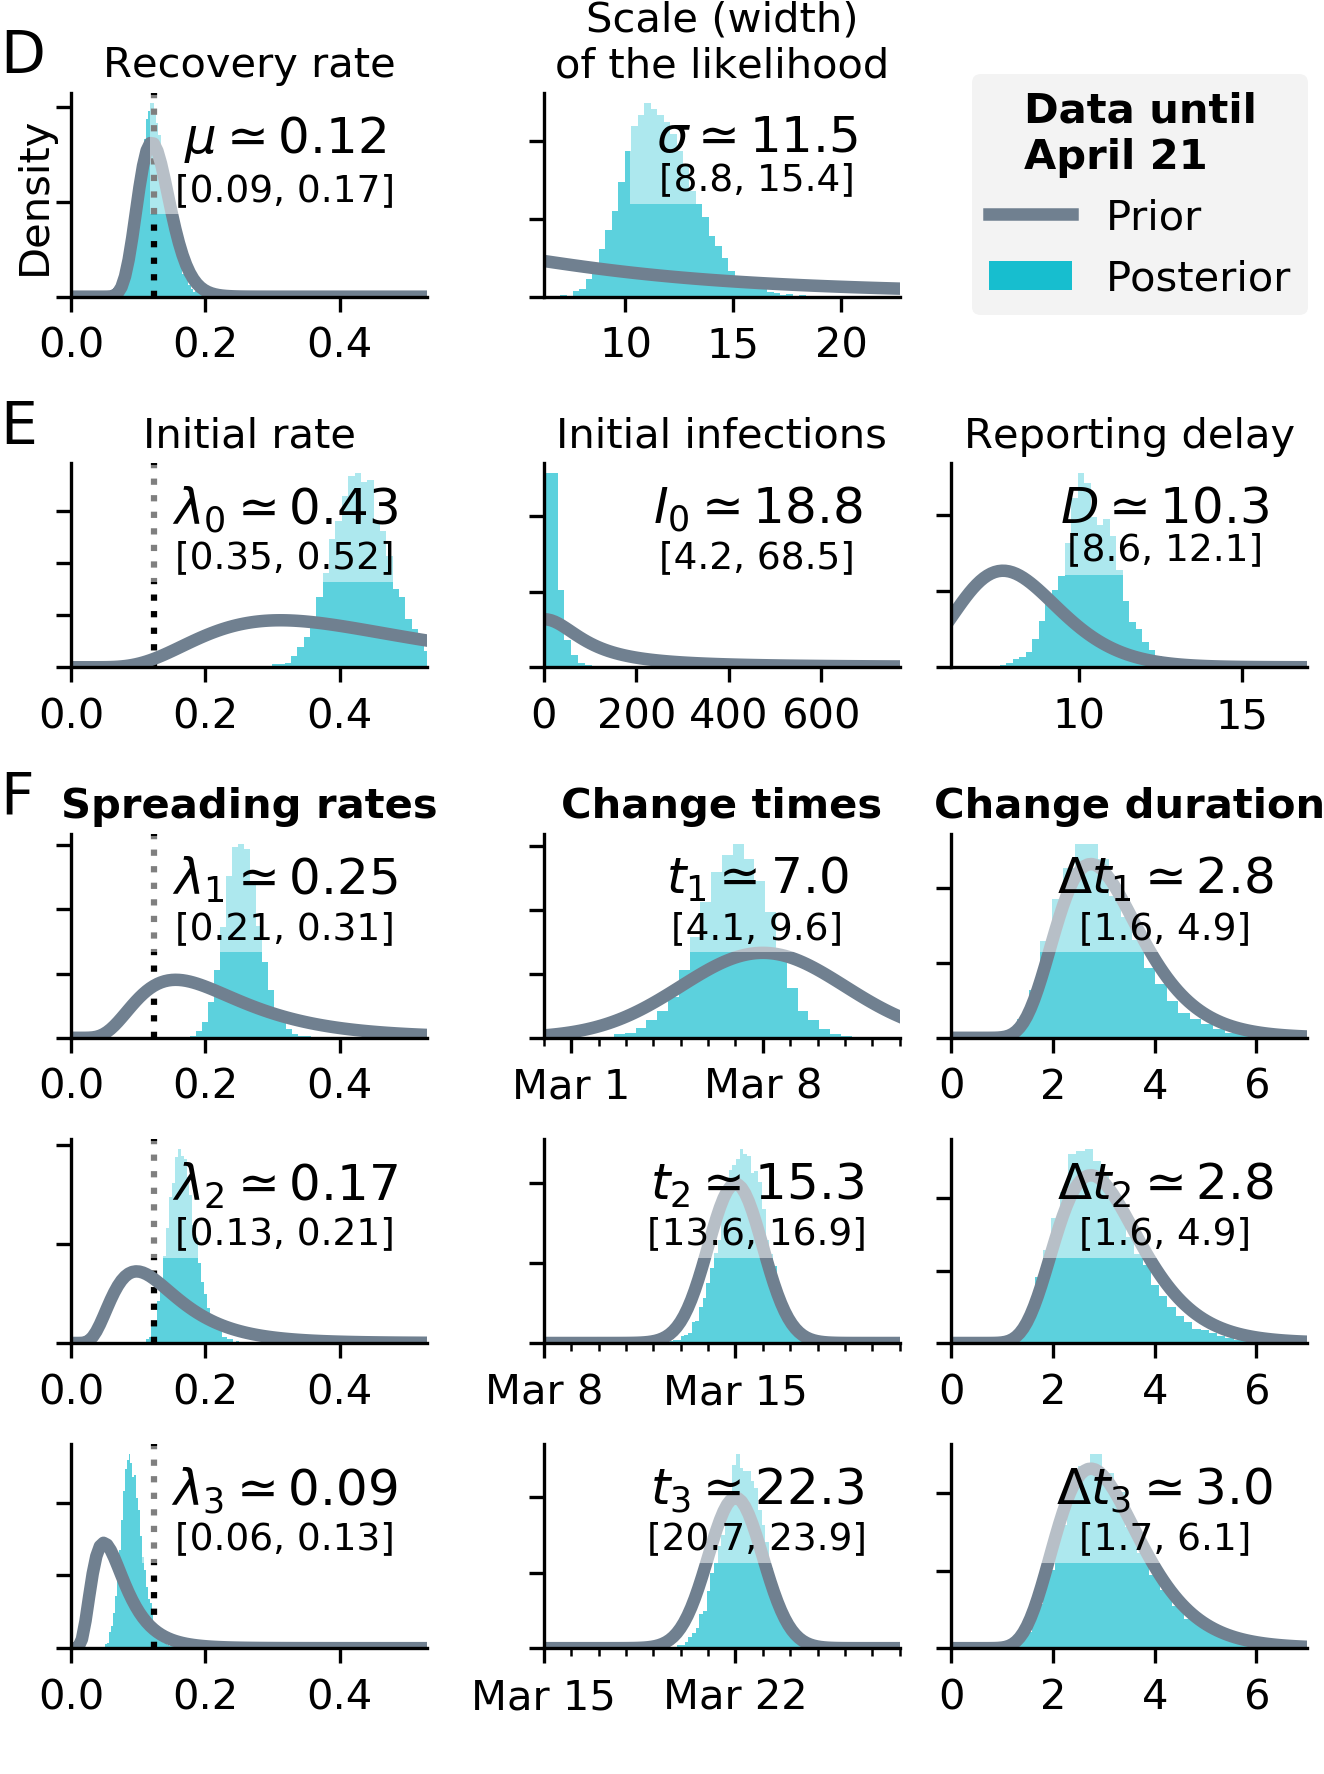 D
Recovery rate
Scale (width)
of the likelihood
Density
μ ≃ 0.12
[0.09, 0.17]
0.0 0.2 0.4
σ ≃ 11.5
[8.8, 15.4]
10 15 20
Data until
April 21
Prior
Posterior
E
Initial rate
λ0 ≃ 0.43
[0.35, 0.52]
0.0 0.2 0.4
Initial infections
I0 ≃ 18.8
[4.2, 68.5]
0 200 400 600
Reporting delay
D ≃ 10.3
[8.6, 12.1]
10 15
F
Spreading rates
λ1 ≃ 0.25
[0.21, 0.31]
0.0 0.2 0.4
Change times
t1 ≃ 7.0
[4.1, 9.6]
Mar 1 Mar 8
Change duration
Δt1 ≃ 2.8
[1.6, 4.9]
0 2 4 6
λ2 ≃ 0.17
[0.13, 0.21]
0.0 0.2 0.4
t2 ≃ 15.3
[13.6, 16.9]
Mar 8 Mar 15
Δt2 ≃ 2.8
[1.6, 4.9]
0 2 4 6
λ3 ≃ 0.09
[0.06, 0.13]
0.0 0.2 0.4
t3 ≃ 22.3
[20.7, 23.9]
Mar 15 Mar 22
Δt3 ≃ 3.0
[1.7, 6.1]
0 2 4 6